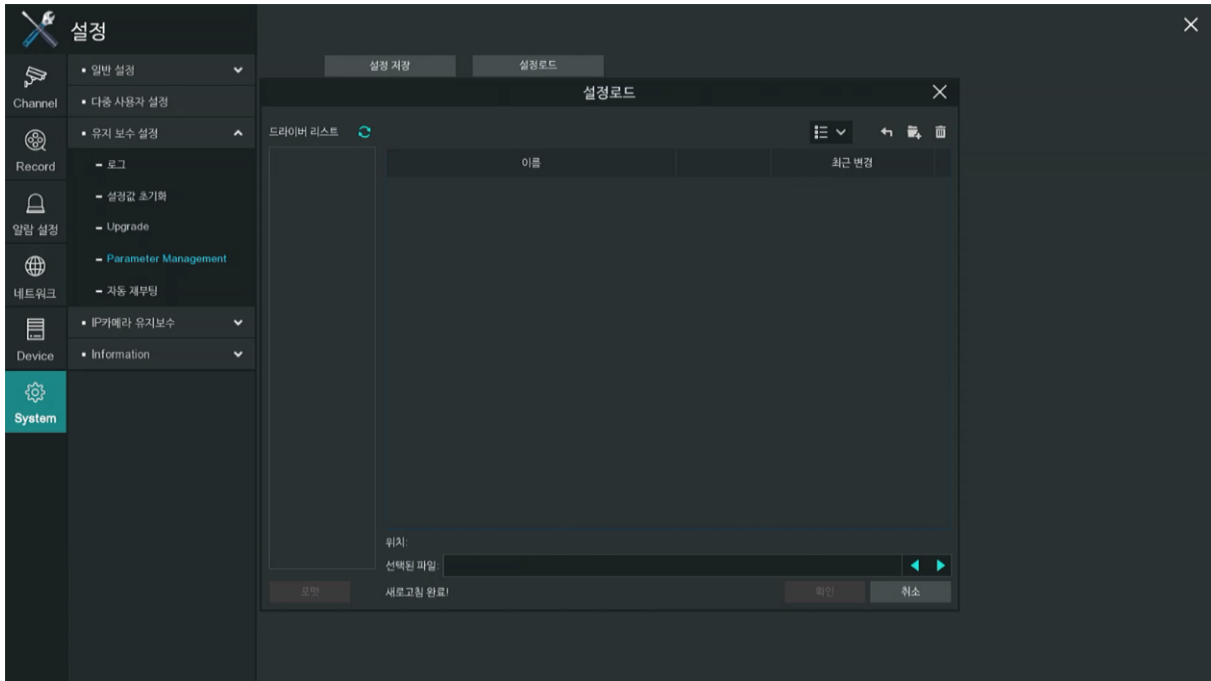 설정
설정 저장
설정로드
Channel
Record
알람 설정
네트워크
Device
System
• 일반 설정
• 다중 사용자 설정
• 유지 보수 설정
- 로그
- 설정값 초기화
- Upgrade
- Parameter Management
- 자동 재부팅
• IP카메라 유지보수
• Information
설정로드
드라이버 리스트
이름
최근 변경
위치:
선택된 파일:
포맷
새로고침 완료!
확인
취소